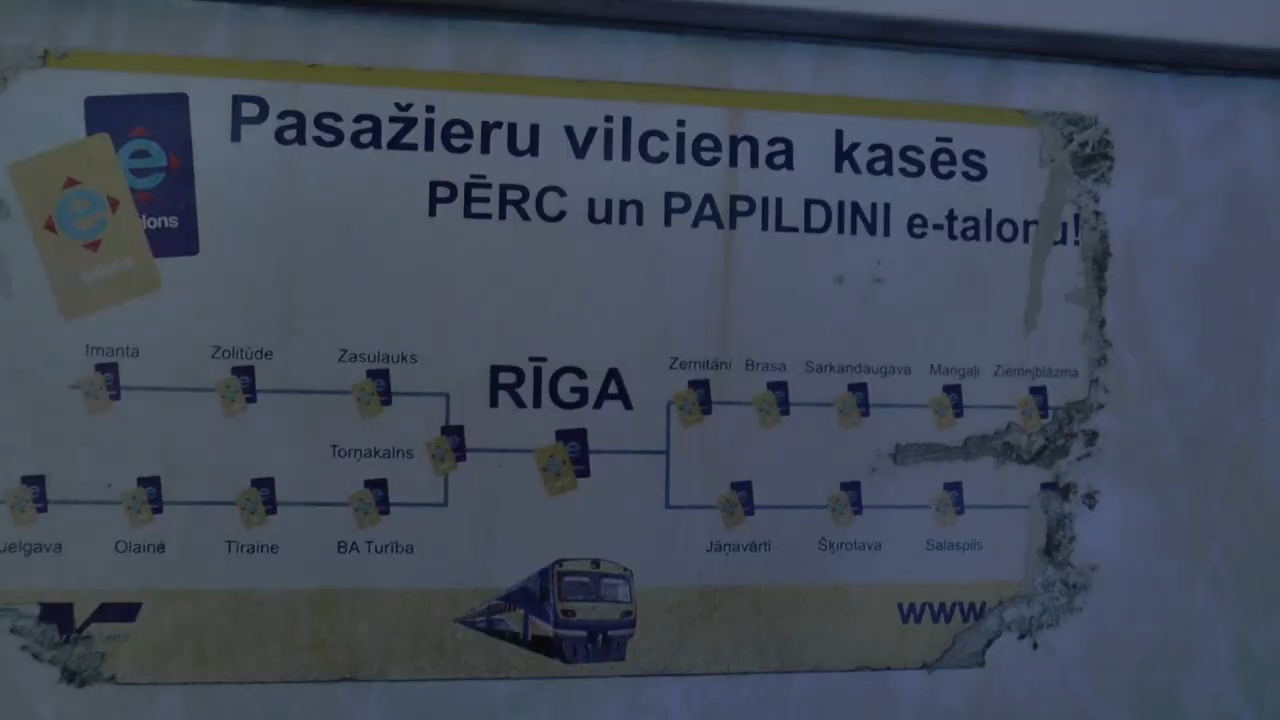 Pasažieru vilciena kasēs
PĒRC un PAPILDINI e-talonu!
e
e
Imanta Zolitūde Zasulauks
RĪGA
Zemitāni Brasa Sarkandaugava Mangaļi Ziemeļblāzma
Torņakalns
Jelgava Olaine Tīraine BA Turība
Jāņavārti Šķirotava Salaspils
www